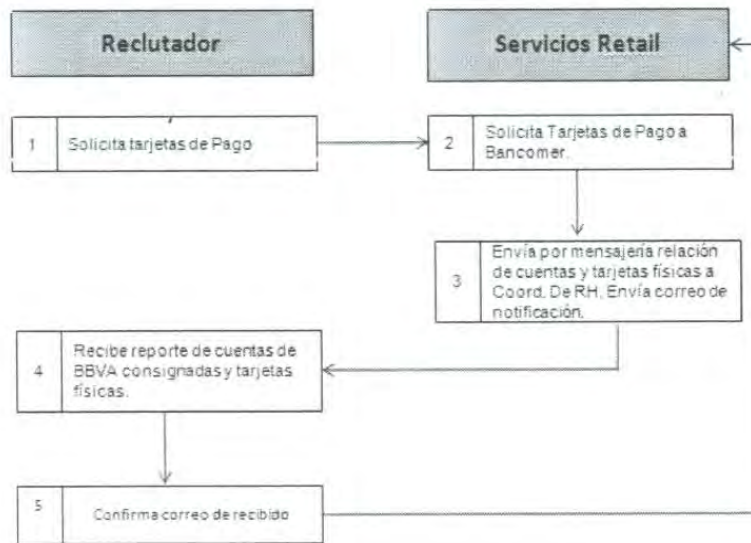 Reclutador
Servicios Retail
1
Solicita tarjetas de Pago
2
Solicita Tarjetas de Pago a
Bancomer.
3
Envía por mensajería relación
de cuentas y tarjetas físicas a
Coord. De RH. Envía correo de
notificación.
4
Recibe reporte de cuentas de
BBVA consignadas y tarjetas
físicas.
5
Confirma correo de recibido